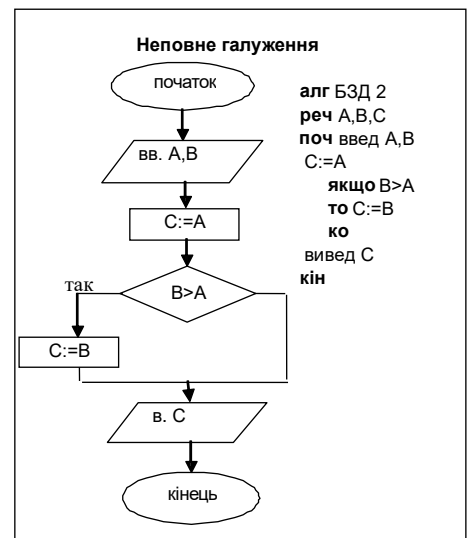 Неповне галуження
початок
вв. А,В
С:=А
так
В>А
С:=В
в. С
кінець
алг БЗД 2
реч А,В,С
поч введ А,В
С:=А
якщо В>А
то С:=В
ко
вивед С
кін